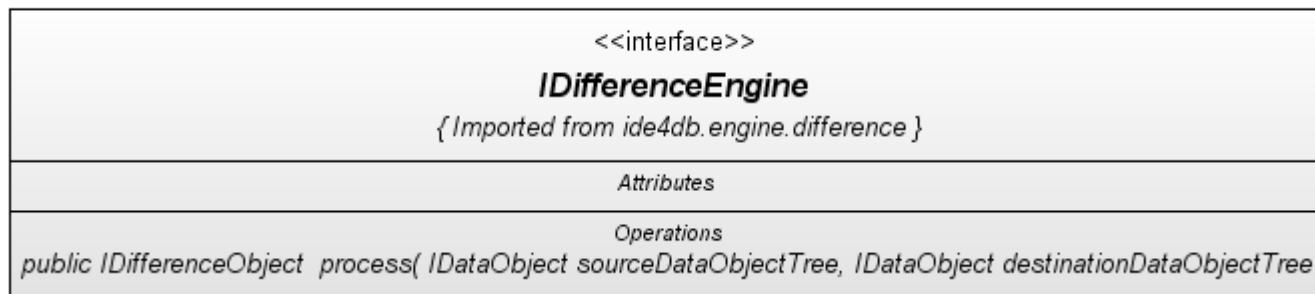 <<interface>>
IDifferenceEngine
{ Imported from ide4db.engine.difference }
Attributes
Operations
public IDifferenceObject  process( IDataObject sourceDataObjectTree, IDataObject destinationDataObjectTree